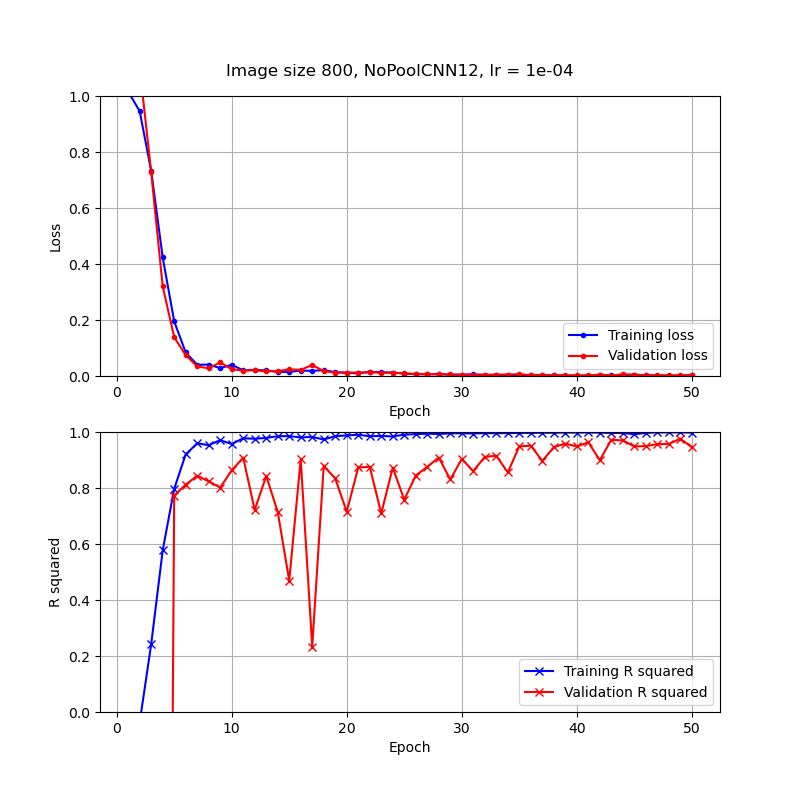 Image size 800, NoPoolCNN12, lr = 1e-04
1.0
0.8
0.6
0.4
0.2
0.0
Loss
Training loss
Validation loss
0 10 20 30 40 50
Epoch
1.0
0.8
0.6
0.4
0.2
0.0
R squared
Training R squared
Validation R squared
0 10 20 30 40 50
Epoch